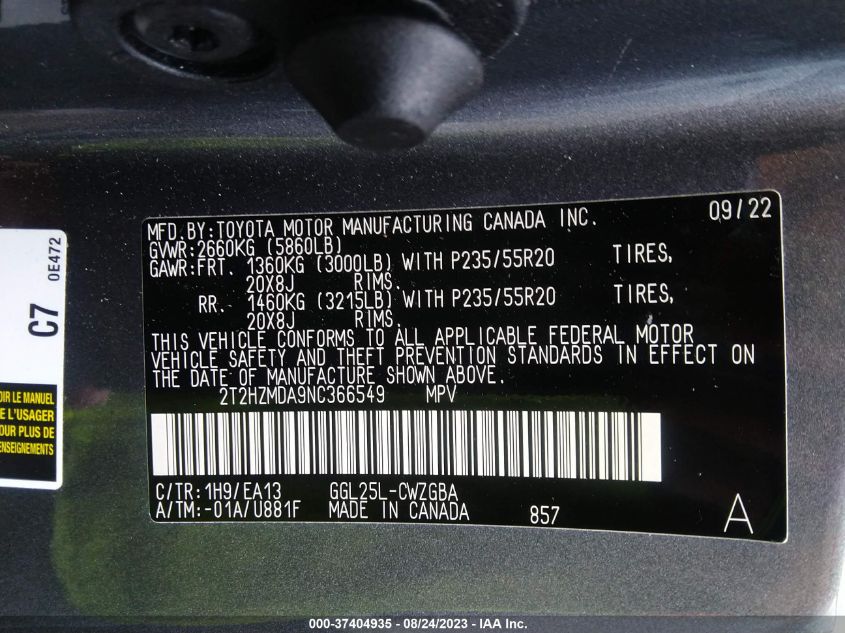 MFD.BY:TOYOTA MOTOR MANUFACTURING CANADA INC. 09/22
GVWR:2660KG (5860LB)
GAWR:FRT. 1360KG (3000LB) WITH P235/55R20 TIRES,
20X8J RIMS.
RR. 1460KG (3215LB) WITH P235/55R20 TIRES,
20X8J RIMS.
THIS VEHICLE CONFORMS TO ALL APPLICABLE FEDERAL MOTOR
VEHICLE SAFETY AND THEFT PREVENTION STANDARDS IN EFFECT ON
THE DATE OF MANUFACTURE SHOWN ABOVE.
2T2HZMDA9NC366549 MPV
C/TR:1H9/EA13 GGL25L-CWZGBA
A/TM:-01A/U881F MADE IN CANADA 857 A
C7
0E472
OIR LE MANUEL
E L'USAGER
OUR PLUS DE
ENSEIGNEMENTS
000-37404935 - 08/24/2023 - IAA Inc.